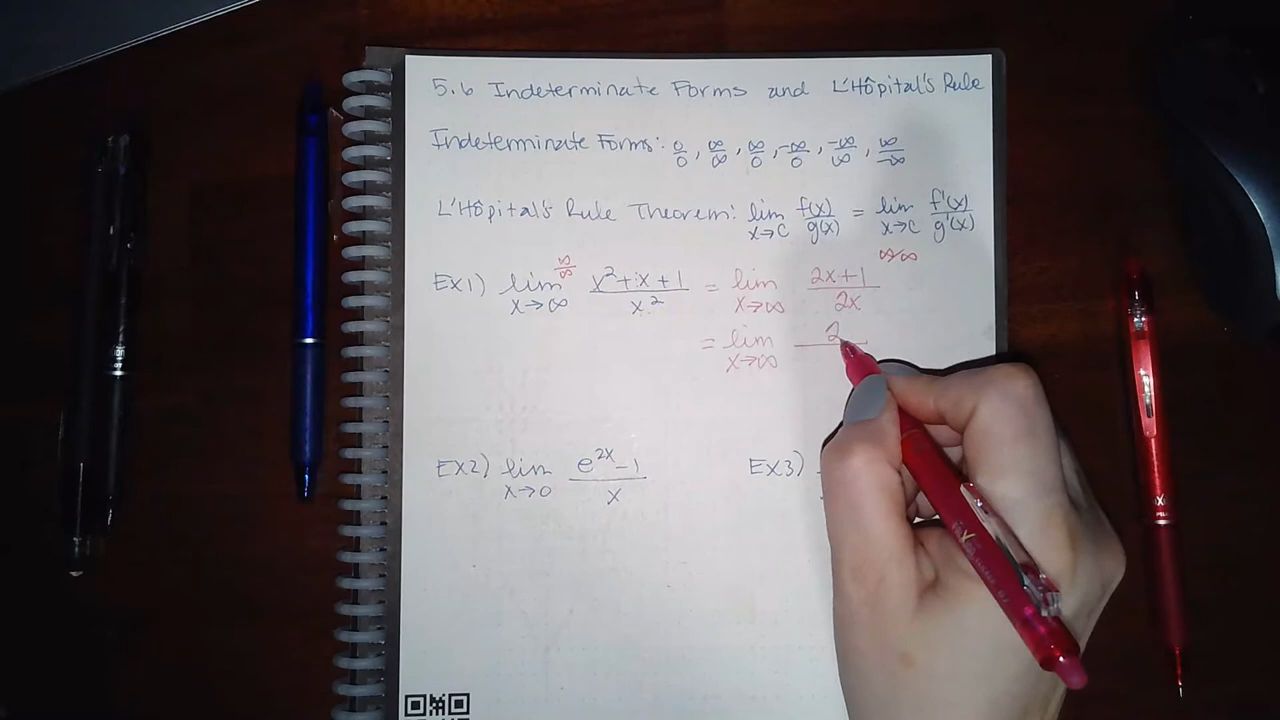 5.6 Indeterminate Forms and L'Hôpital's Rule
Indeterminate Forms: 0/0, ∞/∞, ∞/0, -∞/0, -∞/∞, ∞/-∞
L'Hôpital's Rule Theorem: lim x→c f(x)/g(x) = lim x→c f'(x)/g'(x)
∞/∞ ∞/∞
EX1) lim x→∞ x²+x+1/x² = lim x→∞ 2x+1/2x
= lim x→∞ 2
EX2) lim x→0 e^2x-1/x EX3)